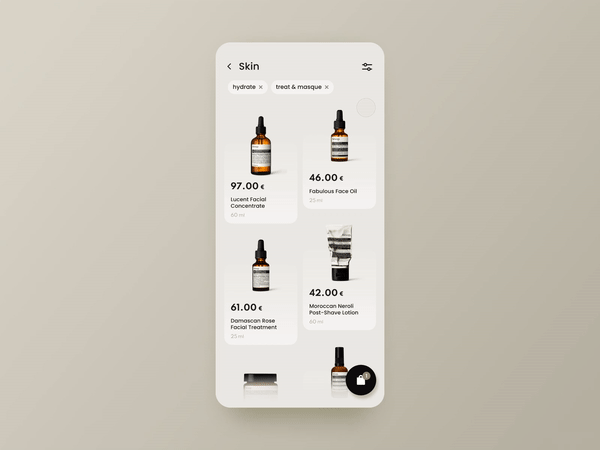 Skin
hydrate ×
treat & masque ×
97.00 €
Lucent Facial
Concentrate
60 ml
46.00 €
Fabulous Face Oil
25 ml
61.00 €
Damascan Rose
Facial Treatment
25 ml
42.00 €
Moroccan Neroli
Post-Shave Lotion
60 ml
1